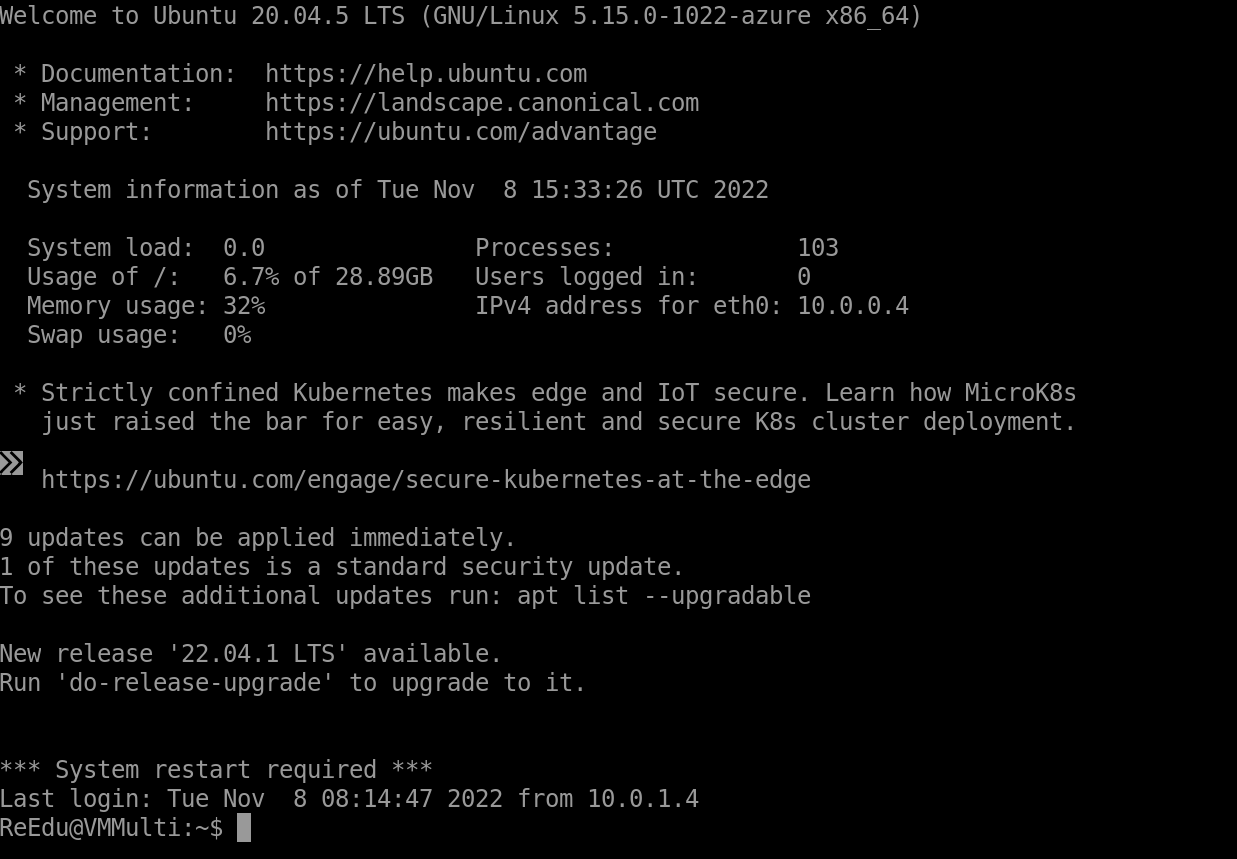 Welcome to Ubuntu 20.04.5 LTS (GNU/Linux 5.15.0-1022-azure x86_64)

 * Documentation:  https://help.ubuntu.com
 * Management:     https://landscape.canonical.com
 * Support:        https://ubuntu.com/advantage

  System information as of Tue Nov  8 15:33:26 UTC 2022

  System load:  0.0               Processes:             103
  Usage of /:   6.7% of 28.89GB   Users logged in:       0
  Memory usage: 32%               IPv4 address for eth0: 10.0.0.4
  Swap usage:   0%

 * Strictly confined Kubernetes makes edge and IoT secure. Learn how MicroK8s
   just raised the bar for easy, resilient and secure K8s cluster deployment.

   https://ubuntu.com/engage/secure-kubernetes-at-the-edge

9 updates can be applied immediately.
1 of these updates is a standard security update.
To see these additional updates run: apt list --upgradable

New release '22.04.1 LTS' available.
Run 'do-release-upgrade' to upgrade to it.


*** System restart required ***
Last login: Tue Nov  8 08:14:47 2022 from 10.0.1.4
ReEdu@VMMulti:~$